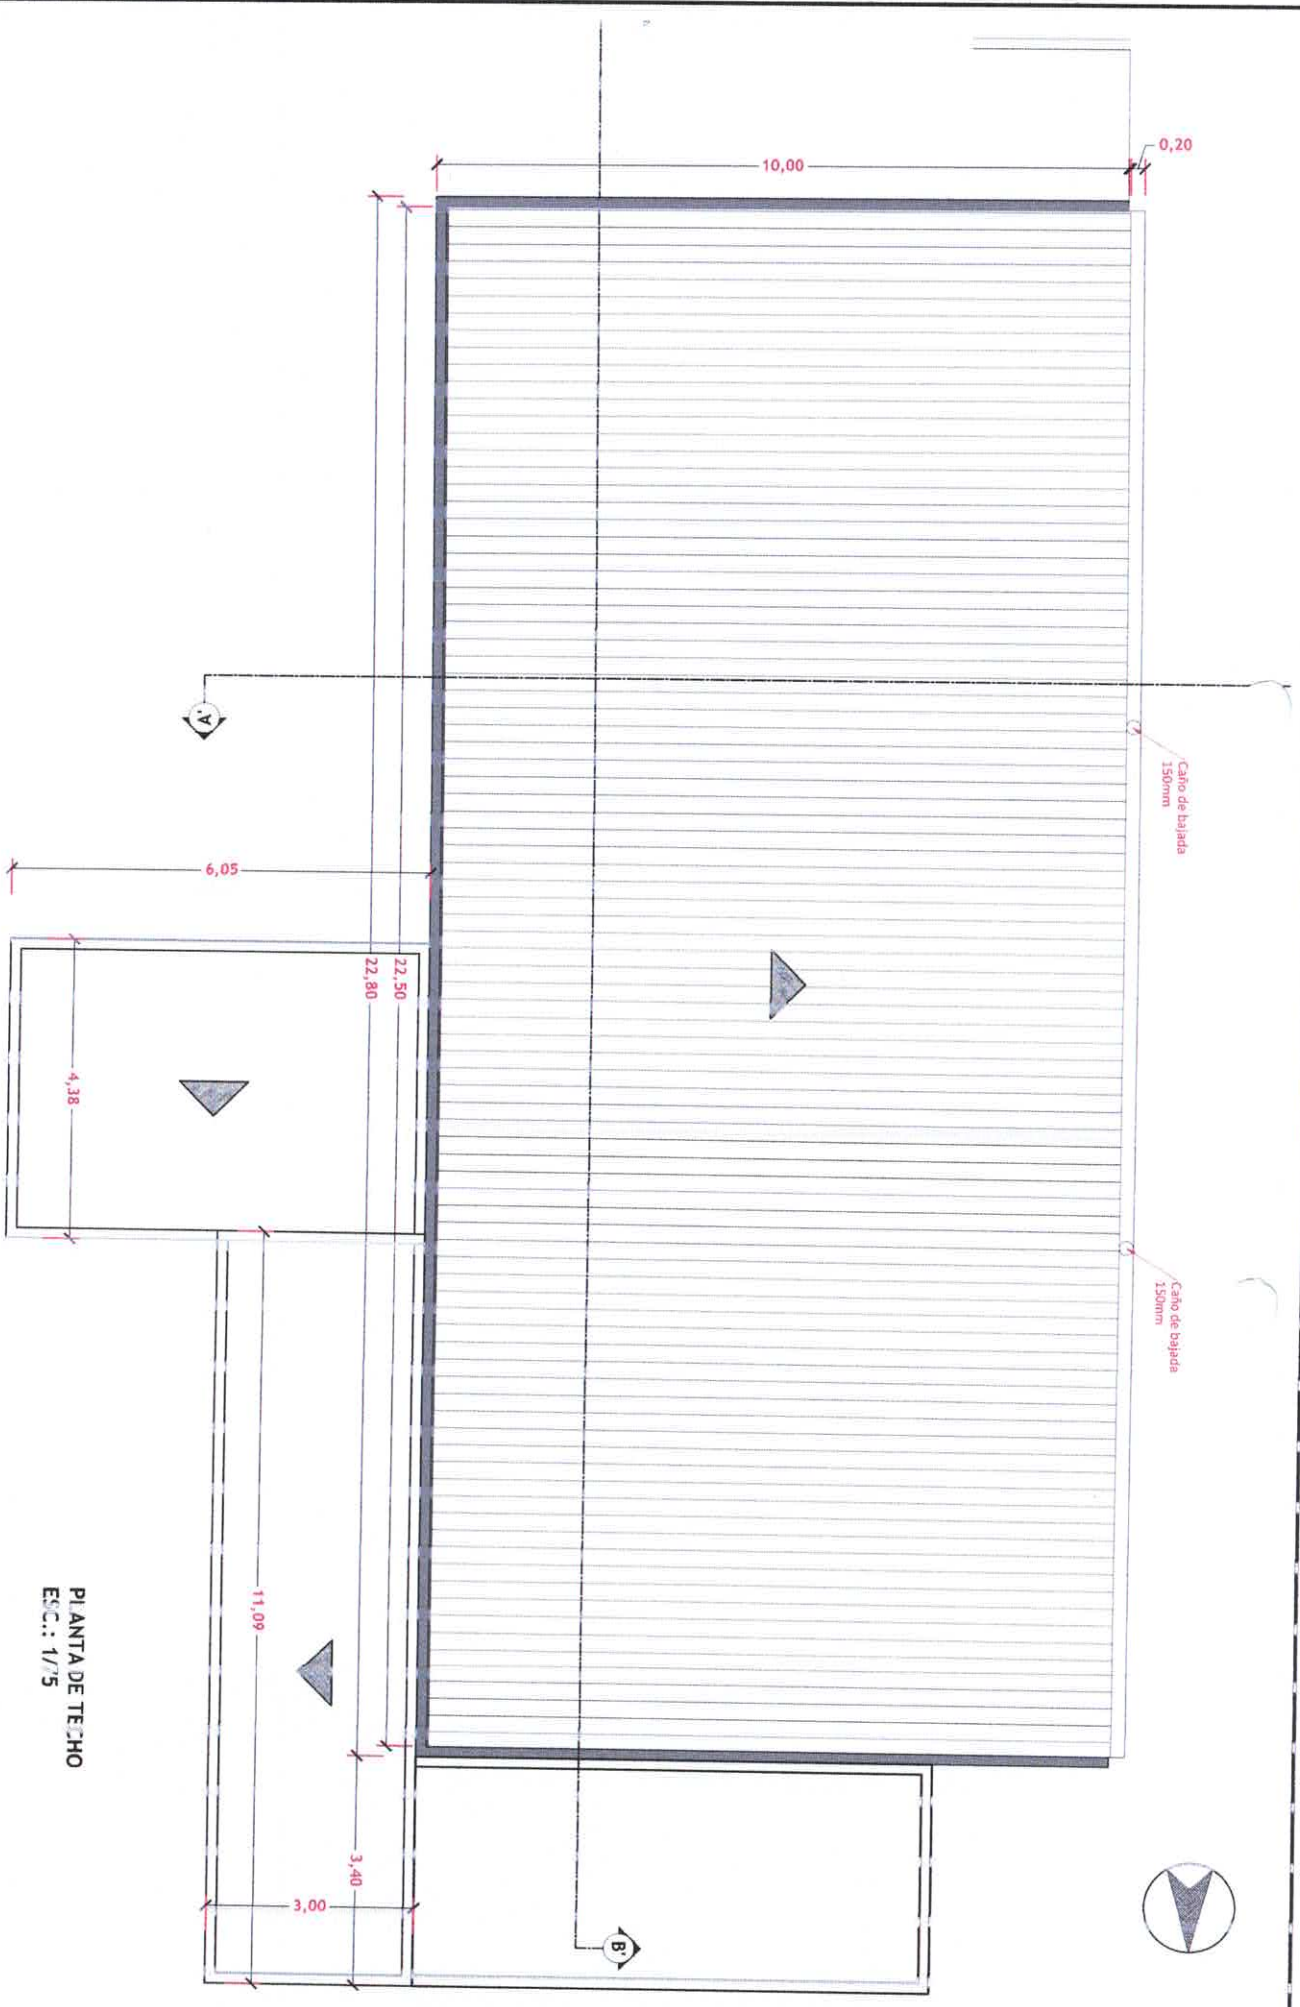 0,20
10,00
Caño de bajada
150mm
A'
6,05
22,50
22,80
4,38
Caño de bajada
150mm
11,09
3,40
3,00
B'
PLANTA DE TECHO
ESC.: 1/75